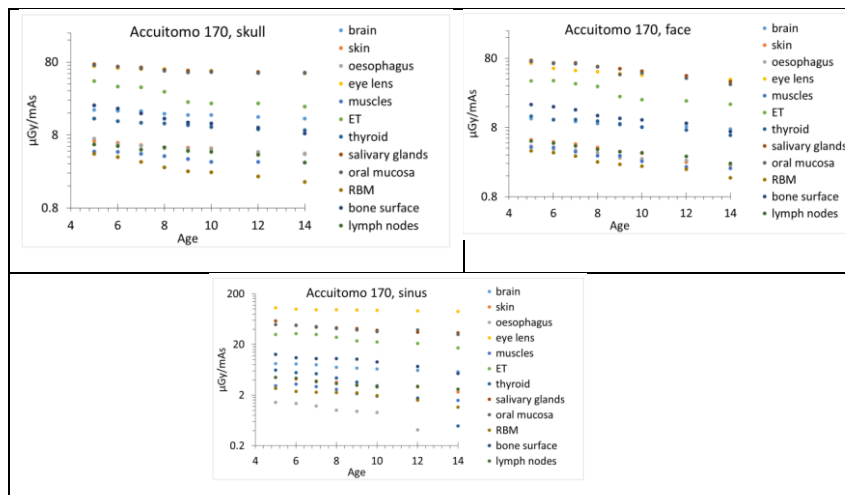 Accuitomo 170, skull
80
8
0.8
µGy/mAs
4 6 8 10 12 14
Age
brain
skin
oesophagus
eye lens
muscles
ET
thyroid
salivary glands
oral mucosa
RBM
bone surface
lymph nodes
Accuitomo 170, face
80
8
0.8
µGy/mAs
4 6 8 10 12 14
Age
brain
skin
oesophagus
eye lens
muscles
ET
thyroid
salivary glands
oral mucosa
RBM
bone surface
lymph nodes
Accuitomo 170, sinus
200
20
2
0.2
µGy/mAs
4 6 8 10 12 14
Age
brain
skin
oesophagus
eye lens
muscles
ET
thyroid
salivary glands
oral mucosa
RBM
bone surface
lymph nodes